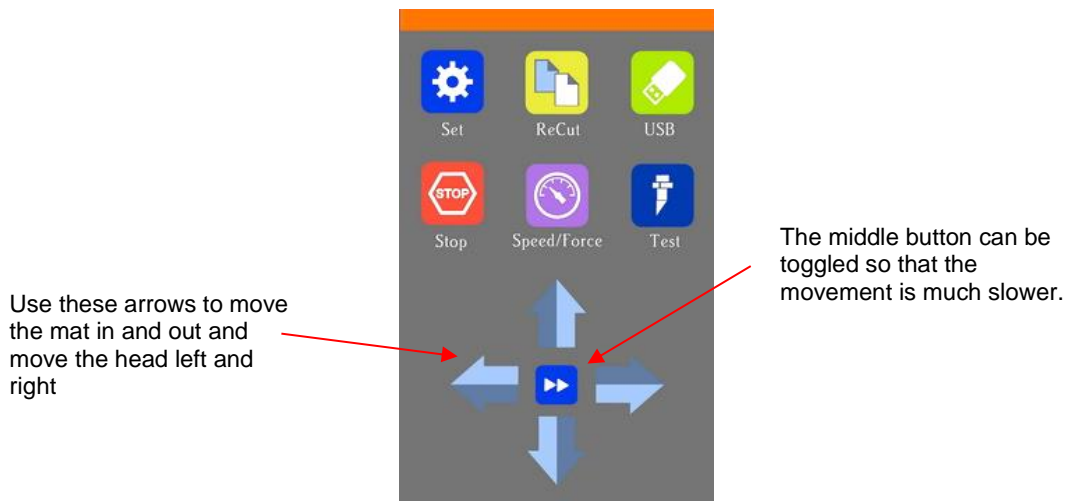 Set ReCut USB
STOP
Stop Speed/Force Test
The middle button can be
toggled so that the
movement is much slower.
Use these arrows to move
the mat in and out and
move the head left and
right